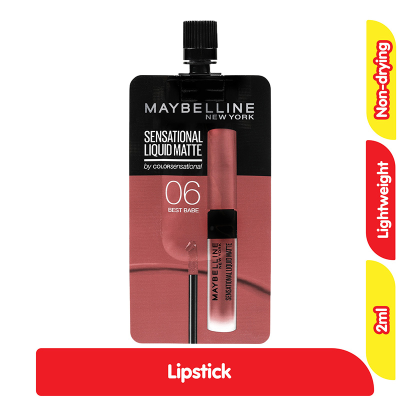 MAYBELLINE
NEW YORK
SENSATIONAL
LIQUID MATTE
by COLORsensational
06
BEST BABE
MAYBELLINE
NEW YORK
SENSATIONAL LIQUID MATTE
Non-drying
Lightweight
2ml
Lipstick